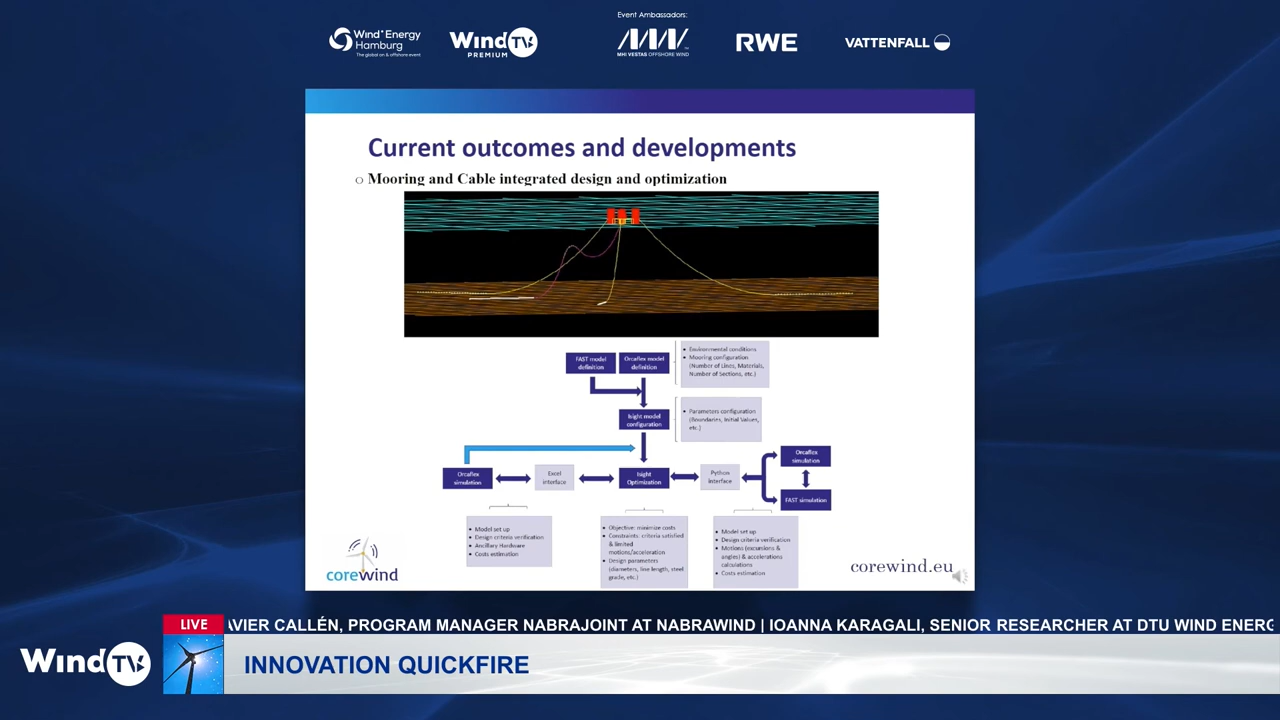 Event Ambassadors:
Wind Energy
Hamburg
The global on & offshore event
Wind TV
PREMIUM
MHI VESTAS OFFSHORE WIND
RWE
VATTENFALL
Current outcomes and developments
o Mooring and Cable integrated design and optimization
FAST model
definition
Orcaflex model
definition
• Environmental conditions
• Mooring configuration
(Number of Lines, Materials,
Number of Sections, etc.)
Isight model
configuration
• Parameters configuration
(Boundaries, Initial Values,
etc.)
Orcaflex
simulation
Excel
interface
Isight
Optimization
Python
interface
Orcaflex
simulation
FAST simulation
• Model set up
• Design criteria verification
• Ancillary Hardware
• Costs estimation
• Objective: minimize costs
• Constraints: criteria satisfied
& limited
motions/acceleration
• Design parameters
(diameters, line length, steel
grade, etc.)
• Model set up
• Design criteria verification
• Motions (excursions &
angles) & accelerations
calculations
• Costs estimation
corewind
corewind.eu
LIVE
AVIER CALLÉN, PROGRAM MANAGER NABRAJOINT AT NABRAWIND | IOANNA KARAGALI, SENIOR RESEARCHER AT DTU WIND ENERG
Wind TV
INNOVATION QUICKFIRE